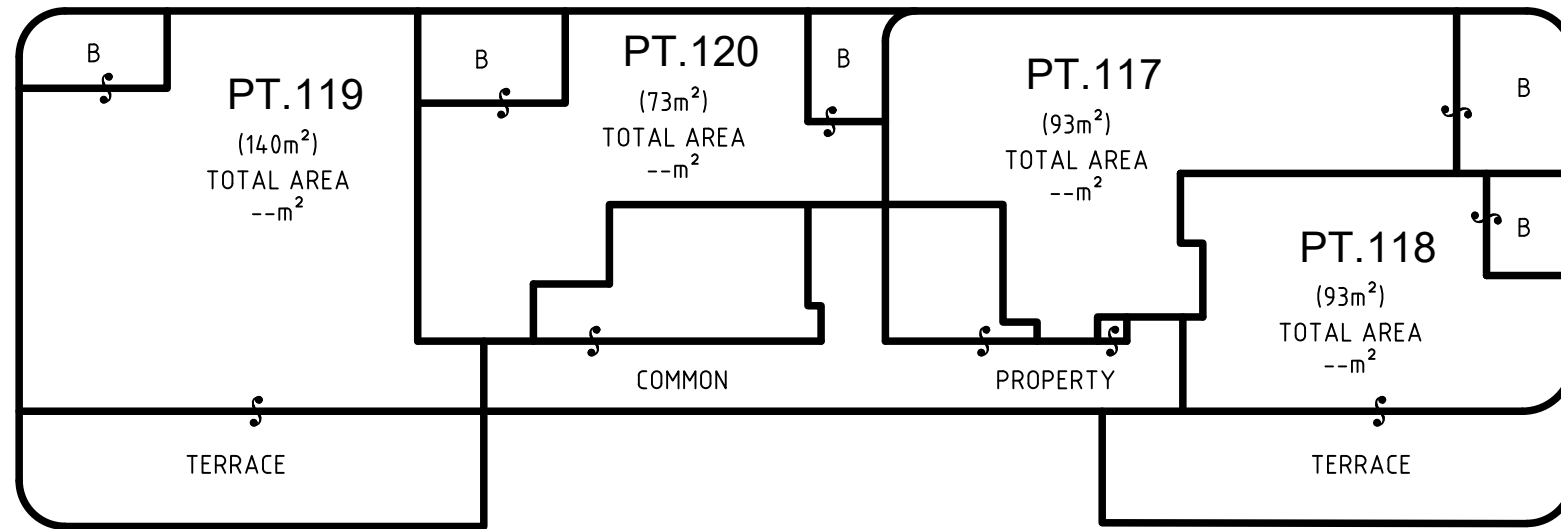 B
PT.119
(140m²)
TOTAL AREA
--m²
TERRACE
B
PT.120
(73m²)
TOTAL AREA
--m²
B
COMMON PROPERTY
PT.117
(93m²)
TOTAL AREA
--m²
B
PT.118
(93m²)
TOTAL AREA
--m²
B
TERRACE